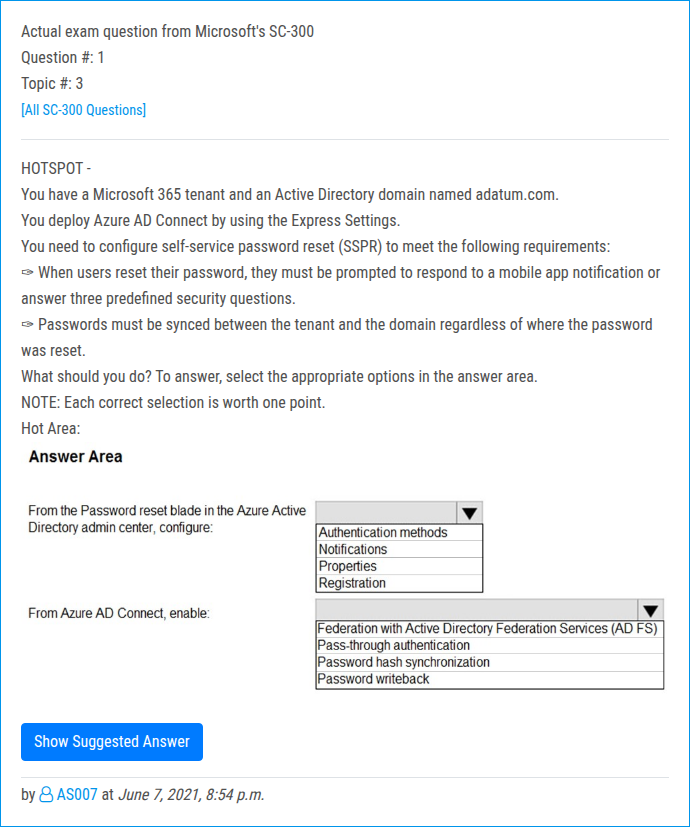 Actual exam question from Microsoft's SC-300
Question #: 1
Topic #: 3
[All SC-300 Questions]
HOTSPOT -
You have a Microsoft 365 tenant and an Active Directory domain named adatum.com.
You deploy Azure AD Connect by using the Express Settings.
You need to configure self-service password reset (SSPR) to meet the following requirements:
✑ When users reset their password, they must be prompted to respond to a mobile app notification or
answer three predefined security questions.
✑ Passwords must be synced between the tenant and the domain regardless of where the password
was reset.
What should you do? To answer, select the appropriate options in the answer area.
NOTE: Each correct selection is worth one point.
Hot Area:
Answer Area
From the Password reset blade in the Azure Active
Directory admin center, configure:
Authentication methods
Notifications
Properties
Registration
From Azure AD Connect, enable:
Federation with Active Directory Federation Services (AD FS)
Pass-through authentication
Password hash synchronization
Password writeback
Show Suggested Answer
by AS007 at June 7, 2021, 8:54 p.m.